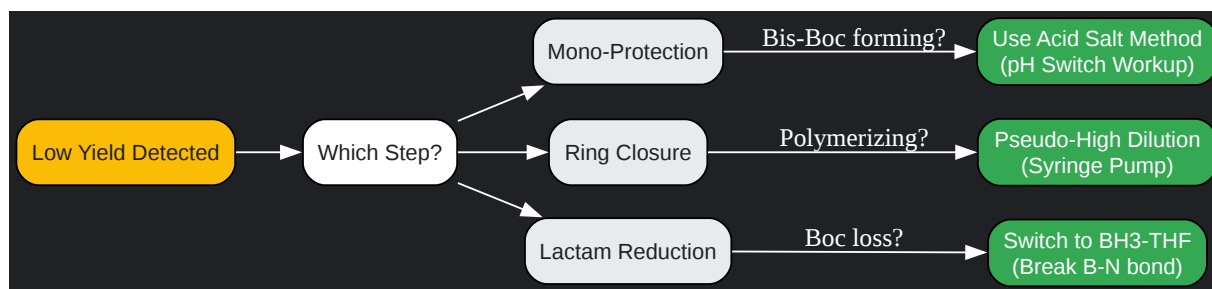 Low Yield Detected
Which Step?
Mono-Protection
Bis-Boc forming?
Use Acid Salt Method
(pH Switch Workup)
Ring Closure
Polymerizing?
Pseudo-High Dilution
(Syringe Pump)
Lactam Reduction
Boc loss?
Switch to BH3-THF
(Break B-N bond)